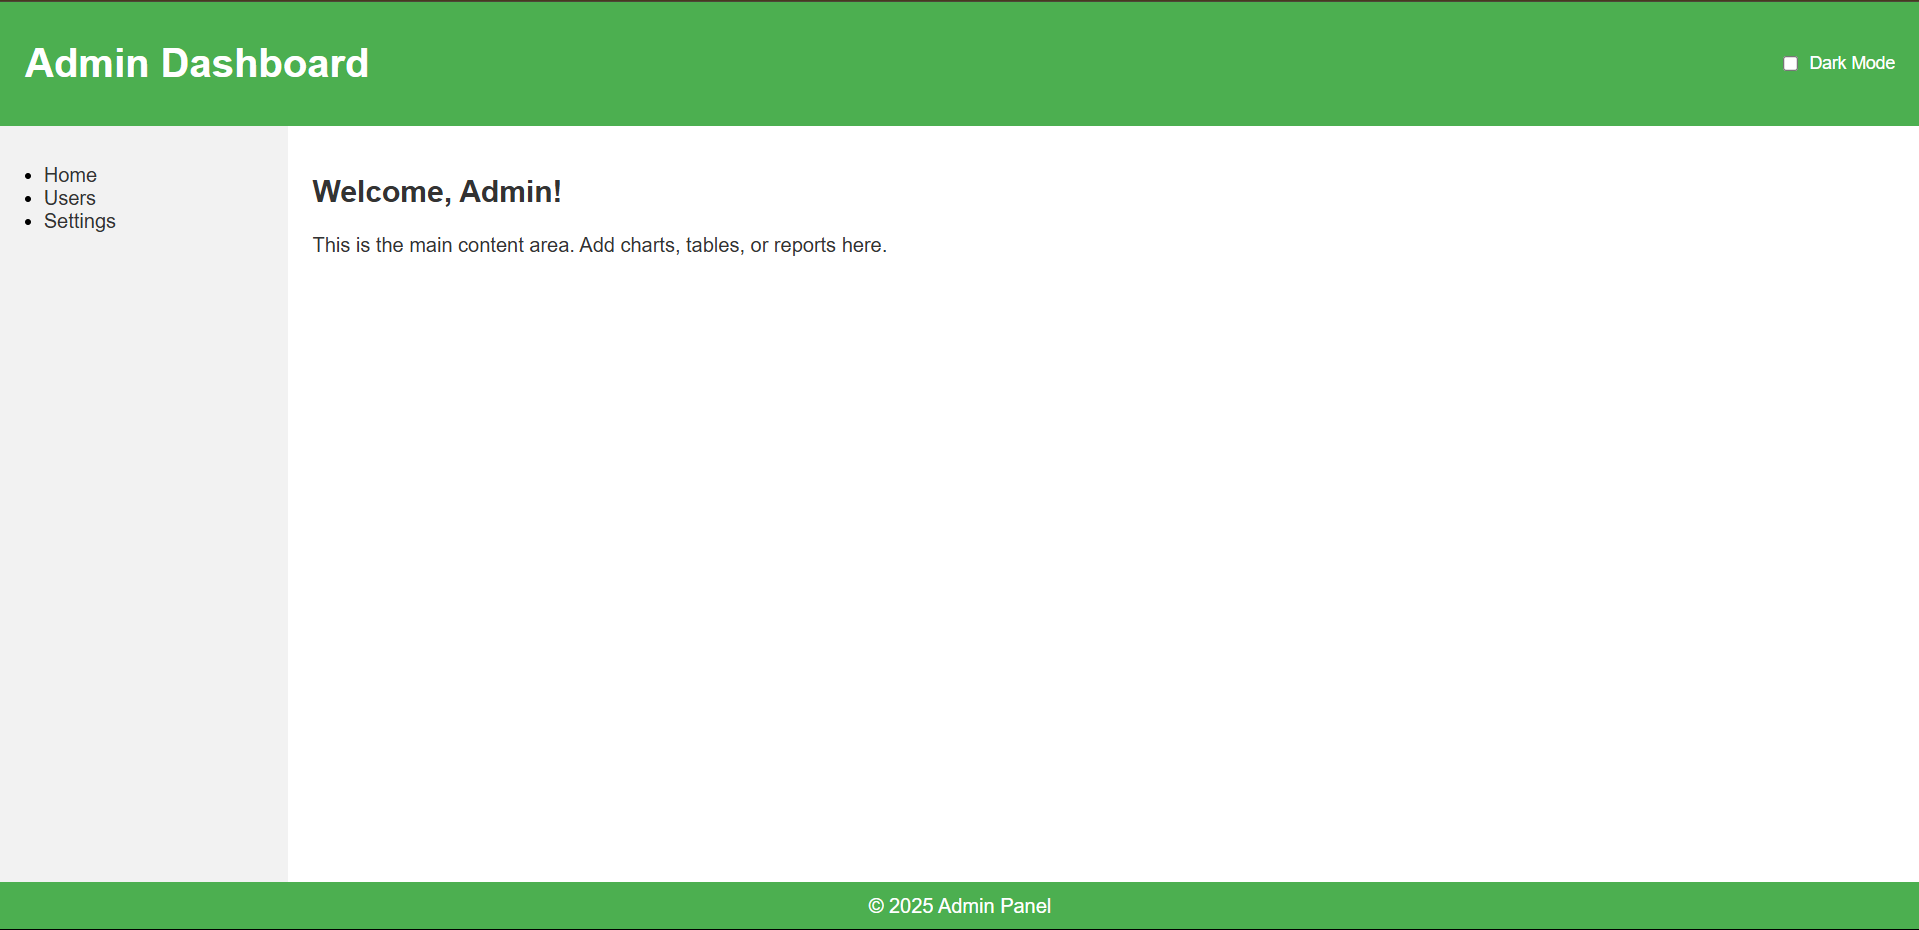 Admin Dashboard
Dark Mode
Home
Users
Settings
Welcome, Admin!
This is the main content area. Add charts, tables, or reports here.
© 2025 Admin Panel